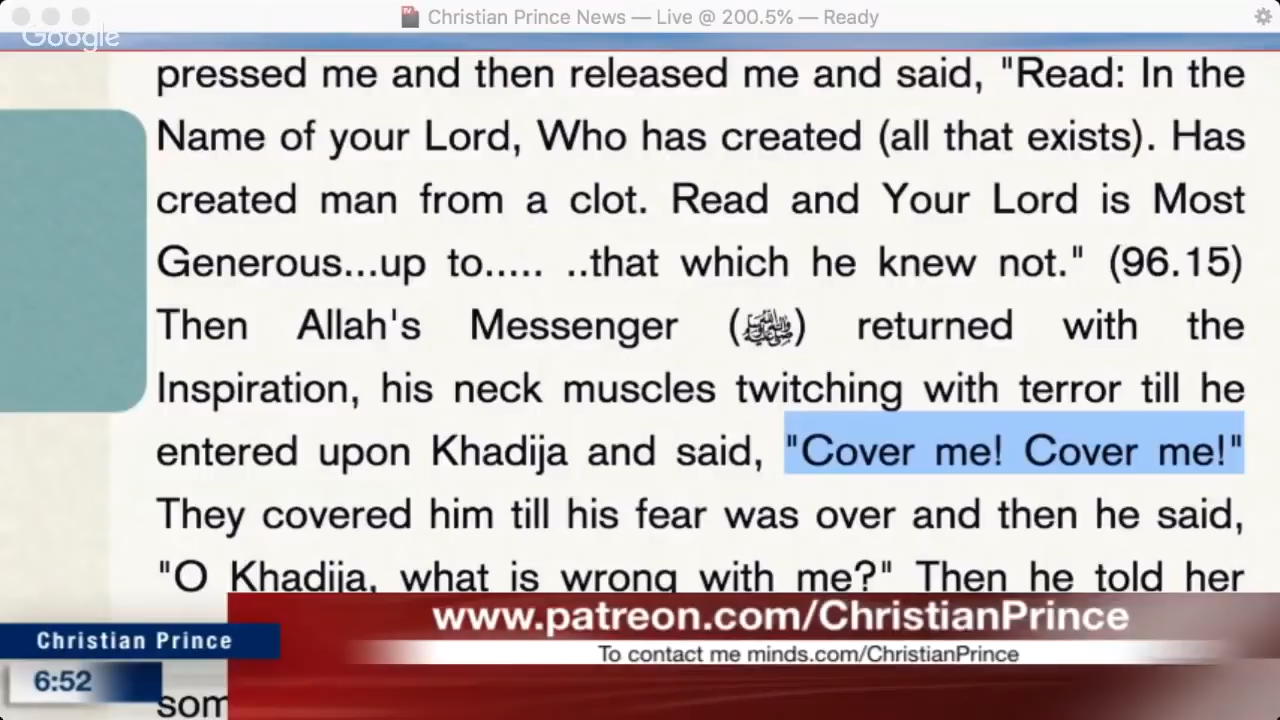 Christian Prince News — Live @ 200.5% — Ready
Google
pressed me and then released me and said, "Read: In the
Name of your Lord, Who has created (all that exists). Has
created man from a clot. Read and Your Lord is Most
Generous...up to..... ..that which he knew not." (96.15)
Then Allah's Messenger (ﷺ) returned with the
Inspiration, his neck muscles twitching with terror till he
entered upon Khadija and said, "Cover me! Cover me!"
They covered him till his fear was over and then he said,
"O Khadija, what is wrong with me?" Then he told her
www.patreon.com/ChristianPrince
Christian Prince
To contact me minds.com/ChristianPrince
6:52
som